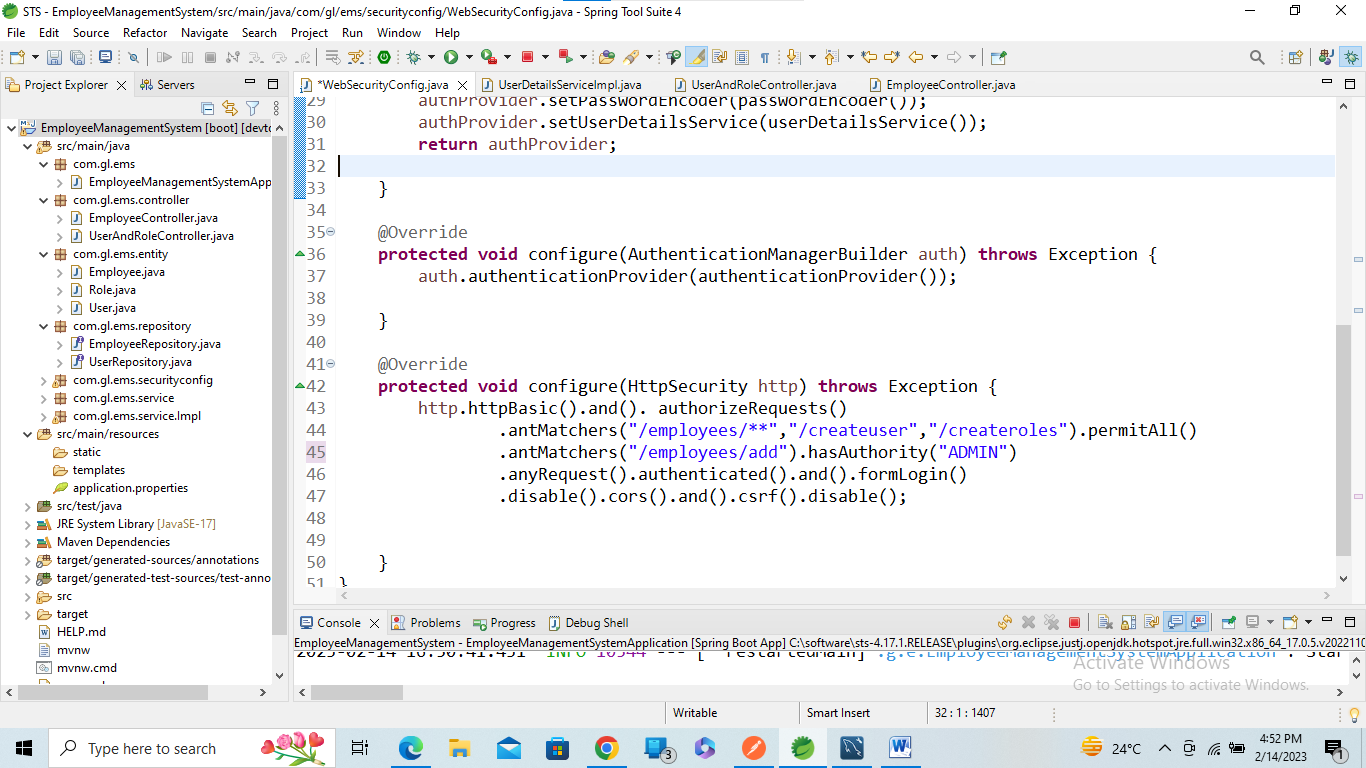 STS - EmployeeManagementSystem/src/main/java/com/gl/ems/securityconfig/WebSecurityConfig.java - Spring Tool Suite 4
File Edit Source Refactor Navigate Search Project Run Window Help
Project Explorer Servers
*WebSecurityConfig.java UserDetailsServiceImpl.java UserAndRoleController.java EmployeeController.java
EmployeeManagementSystem [boot] [devto
src/main/java
com.gl.ems
EmployeeManagementSystemApp
com.gl.ems.controller
EmployeeController.java
UserAndRoleController.java
com.gl.ems.entity
Employee.java
Role.java
User.java
com.gl.ems.repository
EmployeeRepository.java
UserRepository.java
com.gl.ems.securityconfig
com.gl.ems.service
com.gl.ems.service.Impl
src/main/resources
static
templates
application.properties
src/test/java
JRE System Library [JavaSE-17]
Maven Dependencies
target/generated-sources/annotations
target/generated-test-sources/test-anno
src
target
HELP.md
mvnw
mvnw.cmd
29 authProvider.setPasswordEncoder(passwordEncoder());
30 authProvider.setUserDetailsService(userDetailsService());
31 return authProvider;
32
33 }
34
35 @Override
36 protected void configure(AuthenticationManagerBuilder auth) throws Exception {
37 auth.authenticationProvider(authenticationProvider());
38
39 }
40
41 @Override
42 protected void configure(HttpSecurity http) throws Exception {
43 http.httpBasic().and(). authorizeRequests()
44 .antMatchers("/employees/**","/createuser","/createroles").permitAll()
45 .antMatchers("/employees/add").hasAuthority("ADMIN")
46 .anyRequest().authenticated().and().formLogin()
47 .disable().cors().and().csrf().disable();
48
49
50 }
51 }
Console Problems Progress Debug Shell
EmployeeManagementSystem - EmployeeManagementSystemApplication [Spring Boot App] C:\software\sts-4.17.1.RELEASE\plugins\org.eclipse.justj.openjdk.hotspot.jre.full.win32.x86_64_17.0.5.v2022110
INFO 10544 --- [ restartedMain] .g.e.EmployeeManagementSystemApplication : Star
Activate Windows
Go to Settings to activate Windows.
Writable Smart Insert 32 : 1 : 1407
Type here to search
3
24°C
4:52 PM
2/14/2023
1